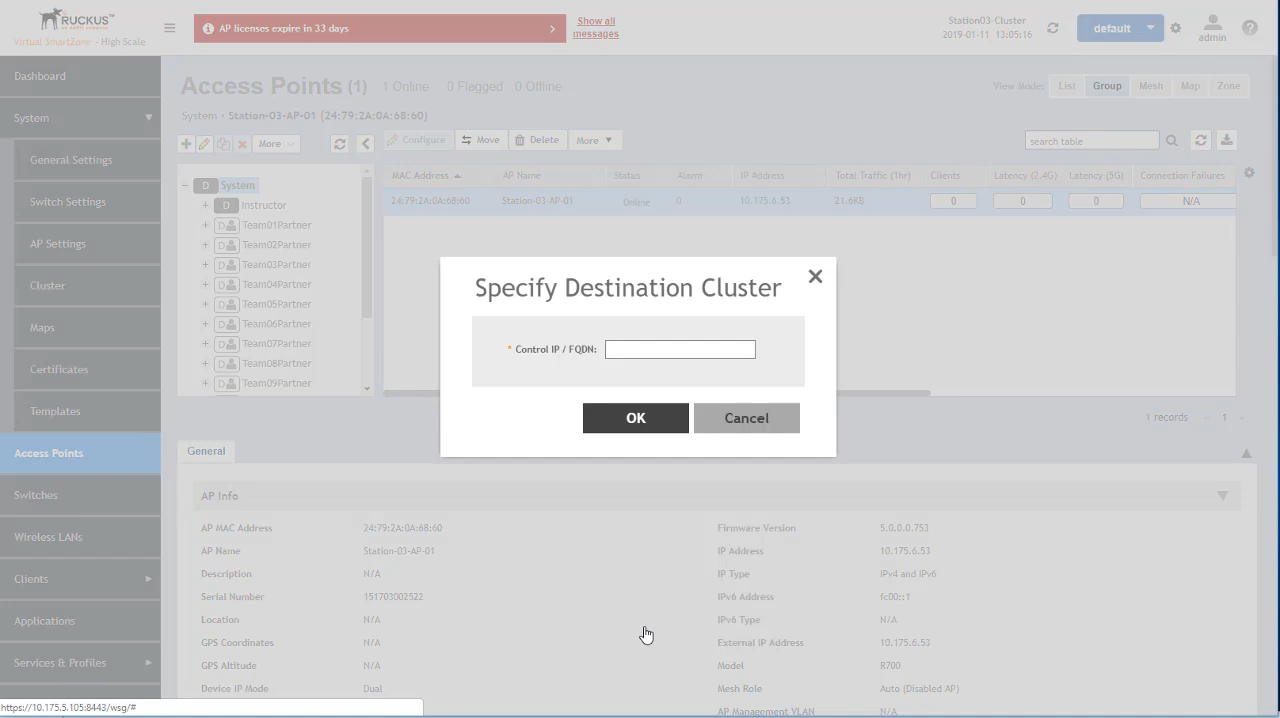 RUCKUS
Virtual SmartZone - High Scale
AP licenses expire in 33 days
Show all
messages
Station03-Cluster
2019-01-11 13:05:16
default
admin
Dashboard
System
General Settings
Switch Settings
AP Settings
Cluster
Maps
Certificates
Templates
Access Points
Switches
Wireless LANs
Clients
Applications
Services & Profiles
Access Points (1) 1 Online 0 Flagged 0 Offline
View Mode: List Group Mesh Map Zone
System › Station-03-AP-01 (24:79:2A:0A:68:60)
More
Configure Move Delete More
search table
System
Instructor
Team01Partner
Team02Partner
Team03Partner
Team04Partner
Team05Partner
Team06Partner
Team07Partner
Team08Partner
Team09Partner
MAC Address AP Name Status Alarm IP Address Total Traffic (1hr) Clients Latency (2.4G) Latency (5G) Connection Failures
24:79:2A:0A:68:60 Station-03-AP-01 Online 0 10.175.6.53 21.6KB 0 0 0 N/A
1 records 1
Specify Destination Cluster
* Control IP / FQDN:
OK Cancel
General
AP Info
AP MAC Address 24:79:2A:0A:68:60 Firmware Version 5.0.0.0.753
AP Name Station-03-AP-01 IP Address 10.175.6.53
Description N/A IP Type IPv4 and IPv6
Serial Number 151703002522 IPv6 Address fc00::1
Location N/A IPv6 Type N/A
GPS Coordinates N/A External IP Address 10.175.6.53
GPS Altitude N/A Model R700
Device IP Mode Dual Mesh Role Auto (Disabled AP)
AP Management VLAN N/A
https://10.175.5.105:8443/wsg/#